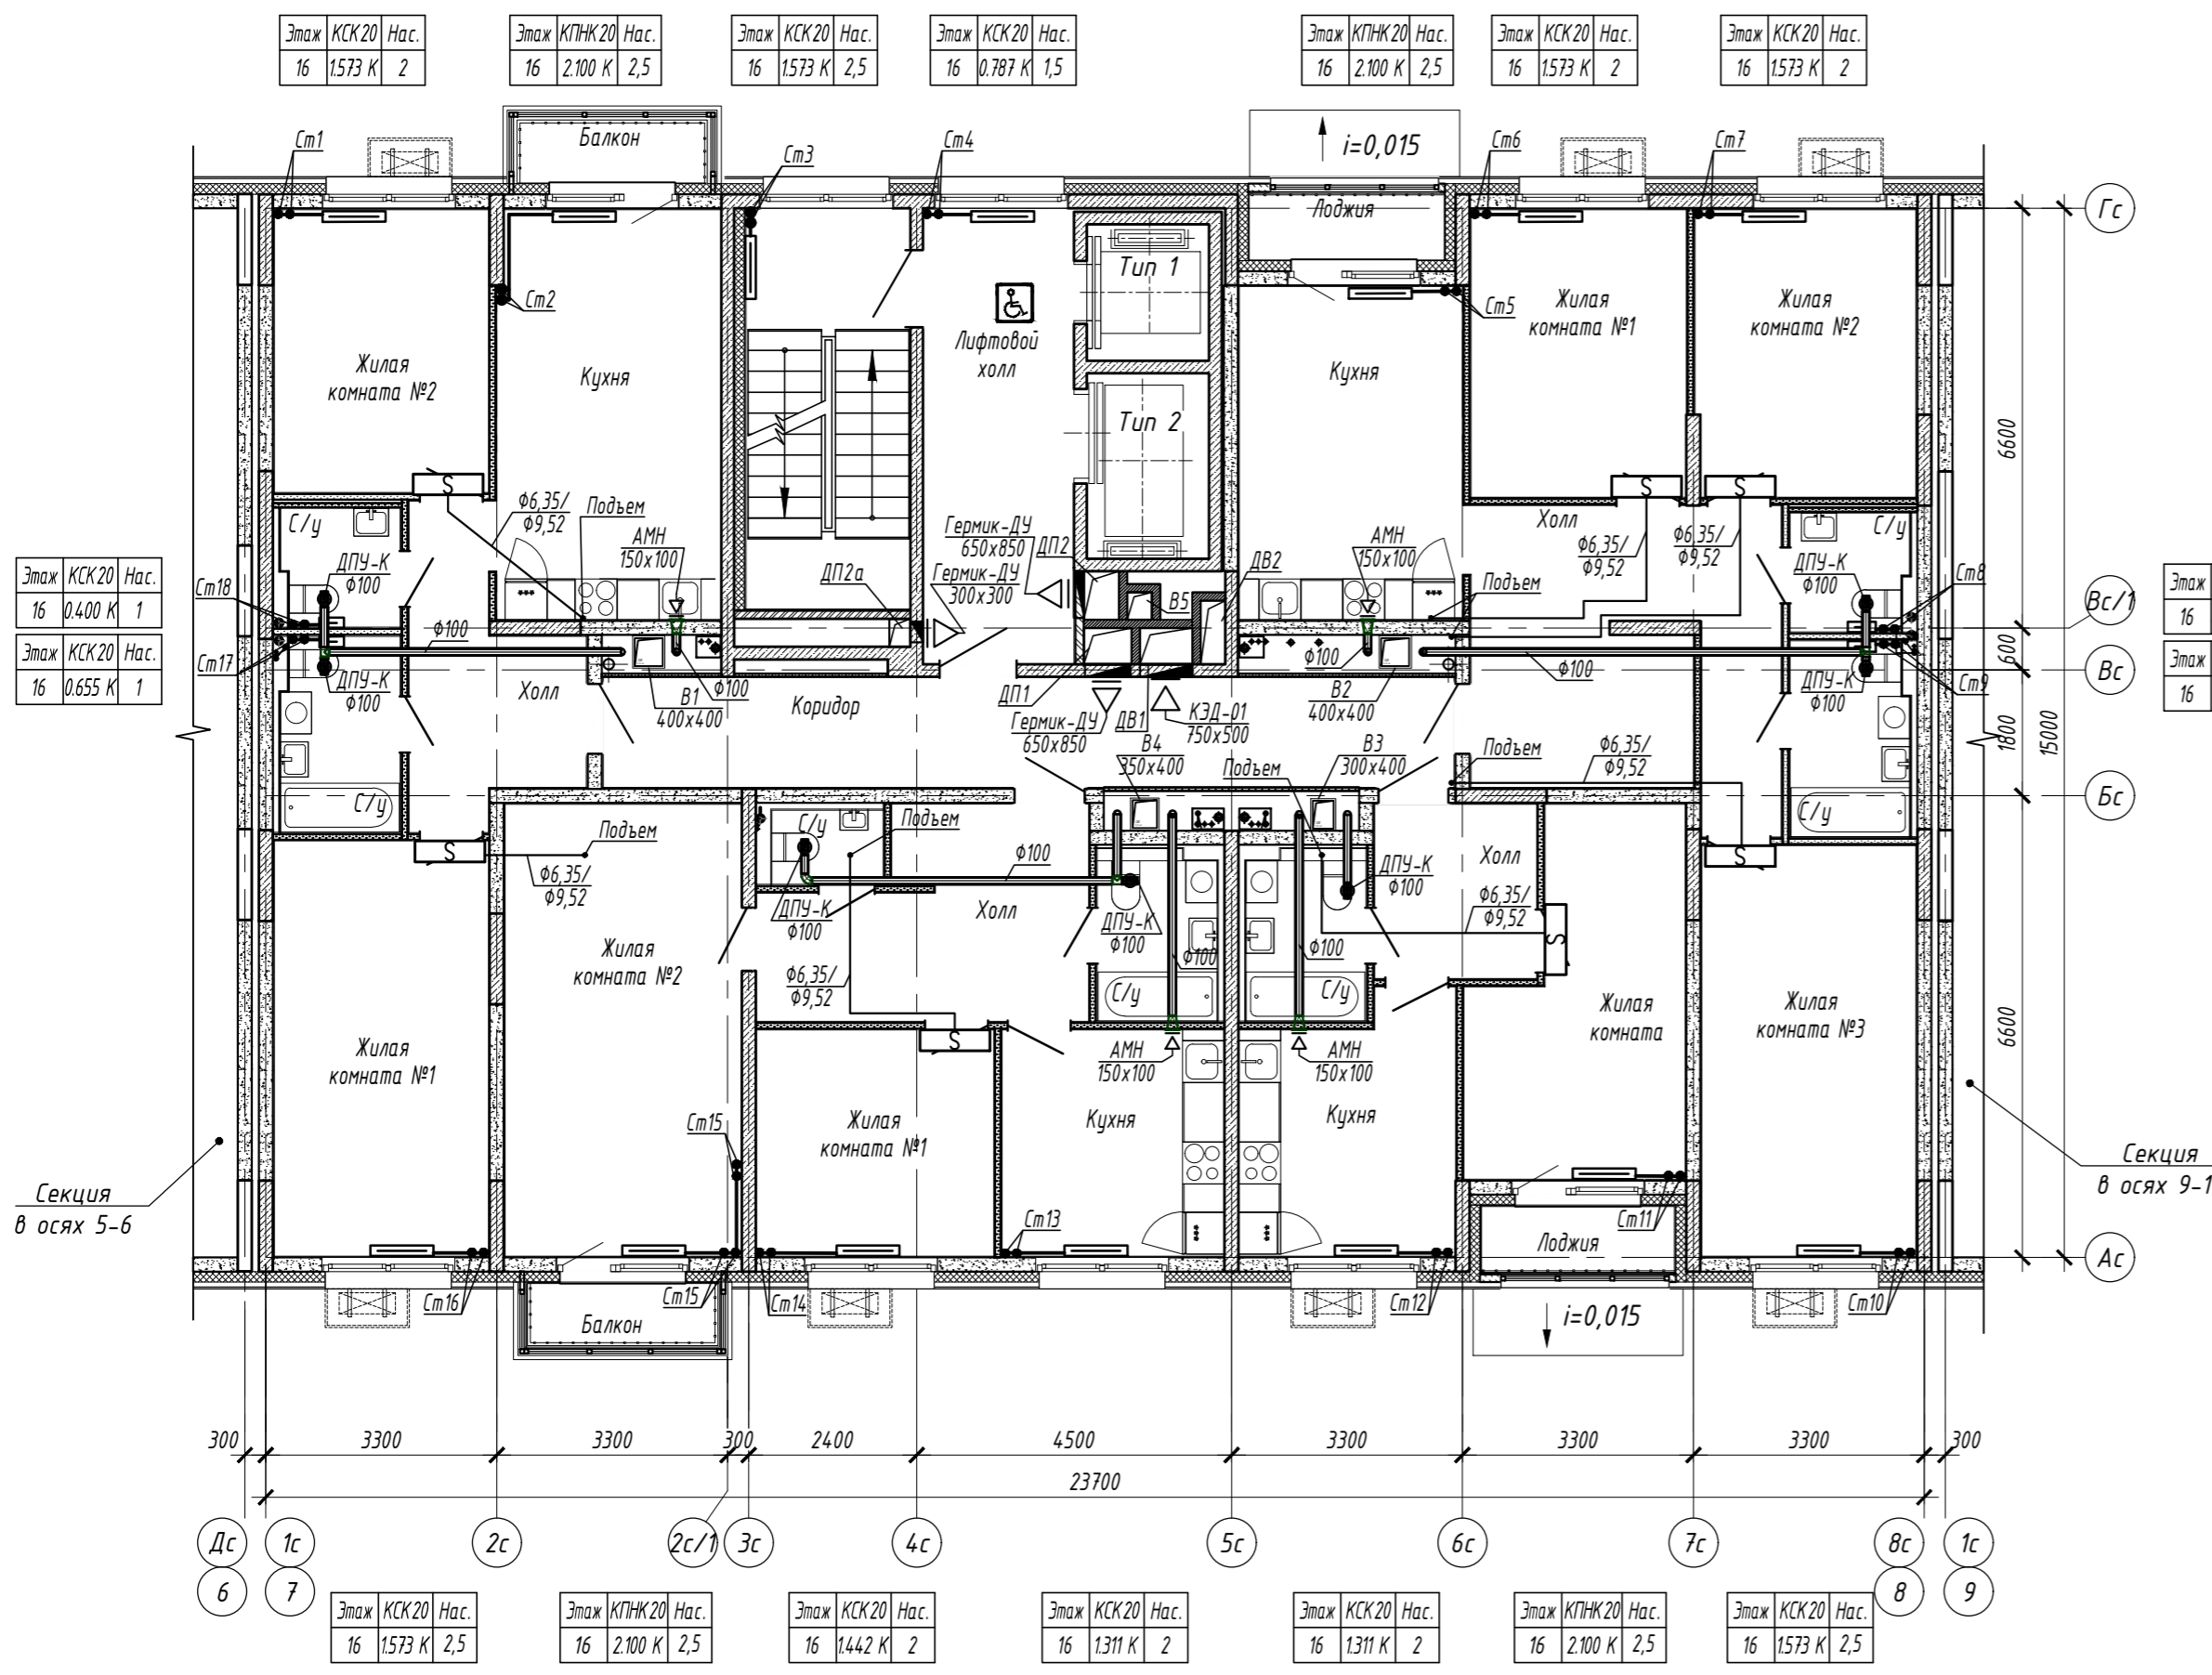 Этаж КСК20 Нас.
16 1.573 К 2
Этаж КПНК20 Нас.
16 2.100 К 2,5
Этаж КСК20 Нас.
16 1.573 К 2,5
Этаж КСК20 Нас.
16 0.787 К 1,5
Этаж КПНК20 Нас.
16 2.100 К 2,5
Этаж КСК20 Нас.
16 1.573 К 2
Этаж КСК20 Нас.
16 1.573 К 2
Ст1
Балкон
Ст3
Ст4
i=0,015
Ст6
Ст7
Лоджия
Гс
Ст2
Тип 1
Ст5
Жилая
комната №2
Кухня
Лифтовой
холл
Тип 2
Кухня
Жилая
комната №1
Жилая
комната №2
6600
S
S
S
С/у
ф6,35/
ф9,52
Подъем
АМН
150х100
Гермик-ДУ
650х850
ДП2
Гермик-ДУ
300х300
ДП2а
В5
ДВ2
АМН
150х100
Холл
ф6,35/
ф9,52
ф6,35/
ф9,52
С/у
ДПУ-К
ф100
Подъем
ДПУ-К
ф100
Ст8
Этаж КСК20 Нас.
16 0.400 К 1
Этаж КСК20 Нас.
16 0.655 К 1
Ст18
Ст17
ф100
ДПУ-К
ф100
Холл
В1
400х400
ф100
Коридор
ДП1
Гермик-ДУ
650х850
ДВ1
КЭД-01
750х500
ф100
В2
400х400
ф100
ДПУ-К
ф100
Ст9
Вс/1
Вс
600
1800
15000
Этаж
16
Этаж
16
В4
350х400
Подъем
В3
300х400
Подъем
ф6,35/
ф9,52
Бс
С/у
S
Подъем
ф6,35/
ф9,52
С/у
Подъем
ф100
ДПУ-К
ф100
Холл
ДПУ-К
ф100
ф100
ф100
ДПУ-К
ф100
Холл
ф6,35/
ф9,52
S
S
С/у
Жилая
комната №2
ф6,35/
ф9,52
S
С/у
С/у
Жилая
комната №1
АМН
150х100
АМН
150х100
Жилая
комната
Жилая
комната №3
6600
Ст15
Жилая
комната №1
Кухня
Кухня
Секция
в осях 5-6
Секция
в осях 9-1
Ст13
Ст11
Лоджия
Ас
Ст16
Ст15
Балкон
Ст14
Ст12
i=0,015
Ст10
300 3300 3300 300 2400 4500 3300 3300 3300 300
23700
Дс 1с 2с 2с/1 3с 4с 5с 6с 7с 8с 1с
6 7 8 9
Этаж КСК20 Нас.
16 1.573 К 2,5
Этаж КПНК20 Нас.
16 2.100 К 2,5
Этаж КСК20 Нас.
16 1.442 К 2
Этаж КСК20 Нас.
16 1.311 К 2
Этаж КСК20 Нас.
16 1.311 К 2
Этаж КПНК20 Нас.
16 2.100 К 2,5
Этаж КСК20 Нас.
16 1.573 К 2,5